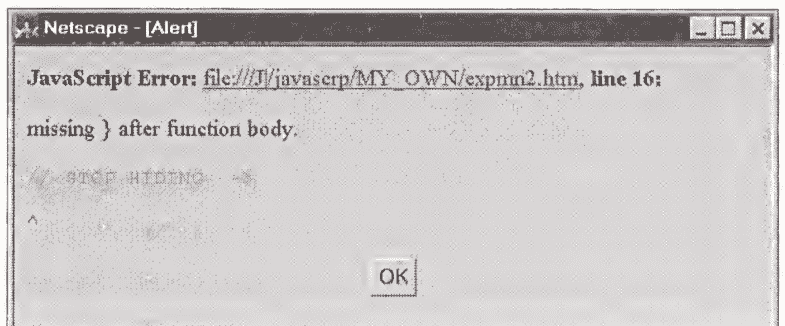 Netscape - [Alert]
JavaScript Error: file:///J|/javascrp/MY_OWN/expmn2.htm, line 16:
missing } after function body.
// STOP HIDING -->
^
OK